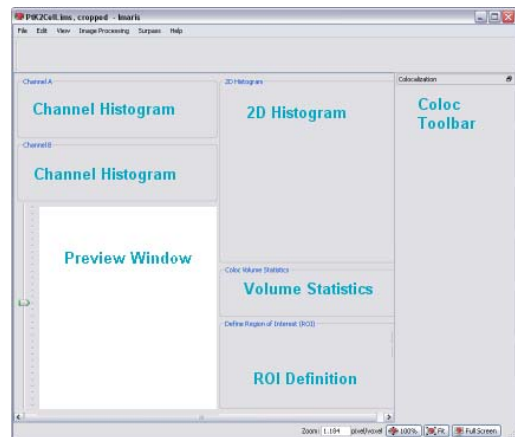 PtK2Cell.ims, cropped - Imaris
File Edit View Image Processing Surpass Help
Channel A
Channel Histogram
Channel B
Channel Histogram
Preview Window
2D Histogram
2D Histogram
Coloc Volume Statistics
Volume Statistics
Define Region of Interest (ROI)
ROI Definition
Colocalization
Coloc
Toolbar
Zoom: 1.184 pixel/voxel 100% Fit Full Screen